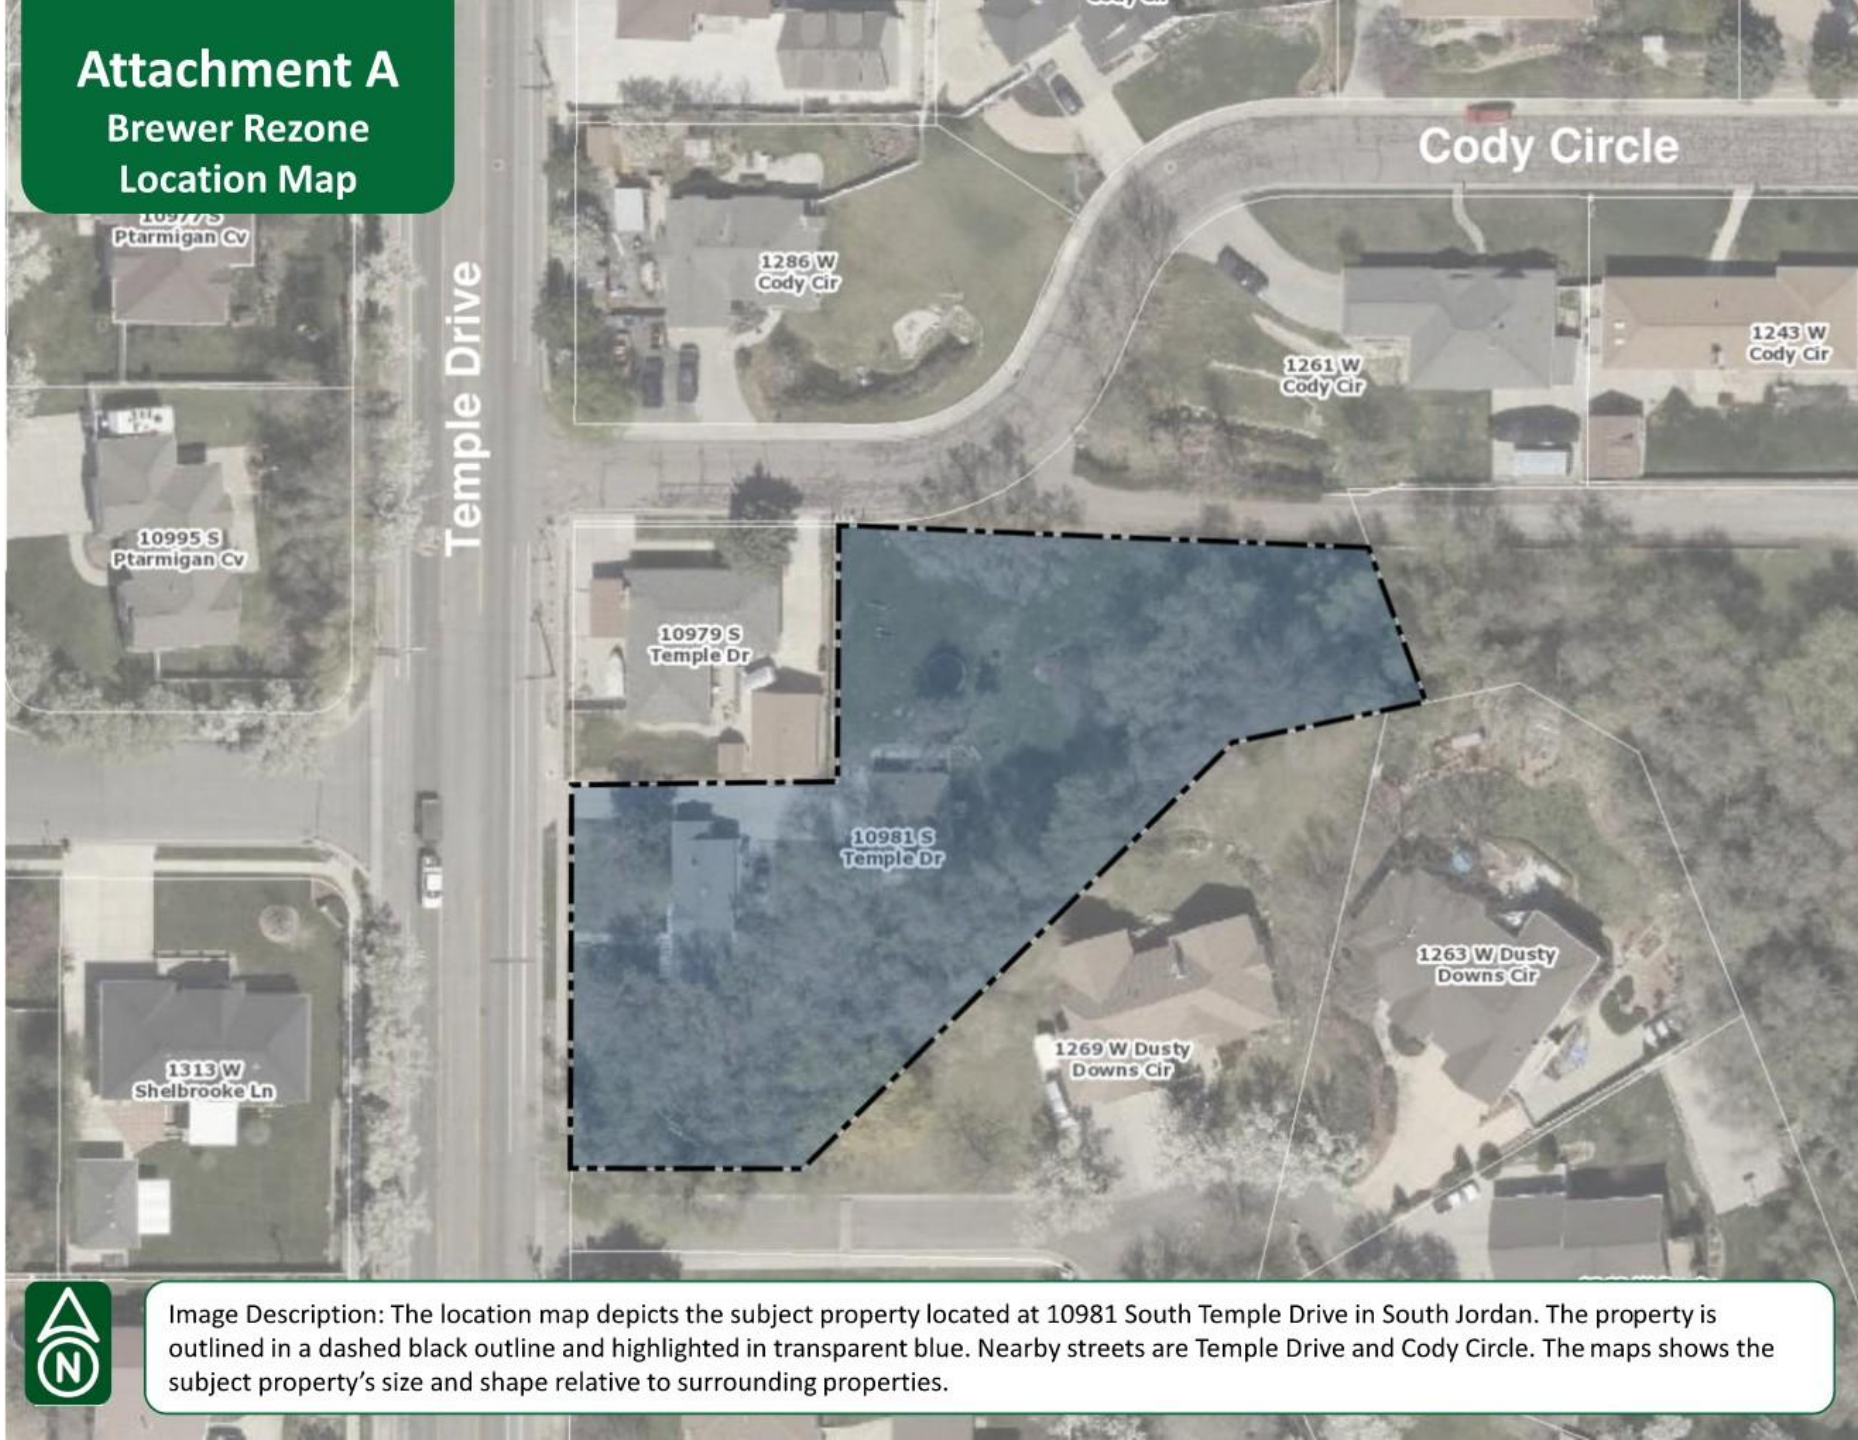 Attachment A
Brewer Rezone
Location Map
Cody Circle
Temple Drive
10977 S
Ptarmigan Cv
1286 W
Cody Cir
1261 W
Cody Cir
1243 W
Cody Cir
10995 S
Ptarmigan Cv
10979 S
Temple Dr
10981 S
Temple Dr
1263 W Dusty
Downs Cir
1269 W Dusty
Downs Cir
1313 W
Shelbrooke Ln
N
Image Description: The location map depicts the subject property located at 10981 South Temple Drive in South Jordan. The property is
outlined in a dashed black outline and highlighted in transparent blue. Nearby streets are Temple Drive and Cody Circle. The maps shows the
subject property's size and shape relative to surrounding properties.